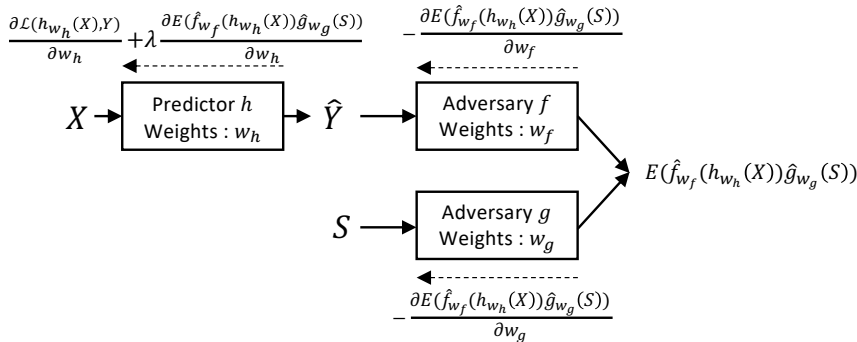 ∂ℒ(h_{w_h}(X),Y)/∂w_h + λ ∂E(f̂_{w_f}(h_{w_h}(X))ĝ_{w_g}(S))/∂w_h
− ∂E(f̂_{w_f}(h_{w_h}(X))ĝ_{w_g}(S))/∂w_f
X
Predictor h
Weights : w_h
Ŷ
Adversary f
Weights : w_f
E(f̂_{w_f}(h_{w_h}(X))ĝ_{w_g}(S))
S
Adversary g
Weights : w_g
− ∂E(f̂_{w_f}(h_{w_h}(X))ĝ_{w_g}(S))/∂w_g